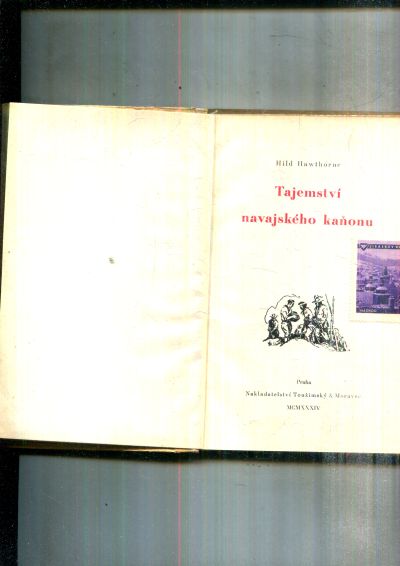 Hild Hawthorne
Tajemství
navajského kaňonu
Praha
Nakladatelství Toužimský & Moravec
MCMXXXIV